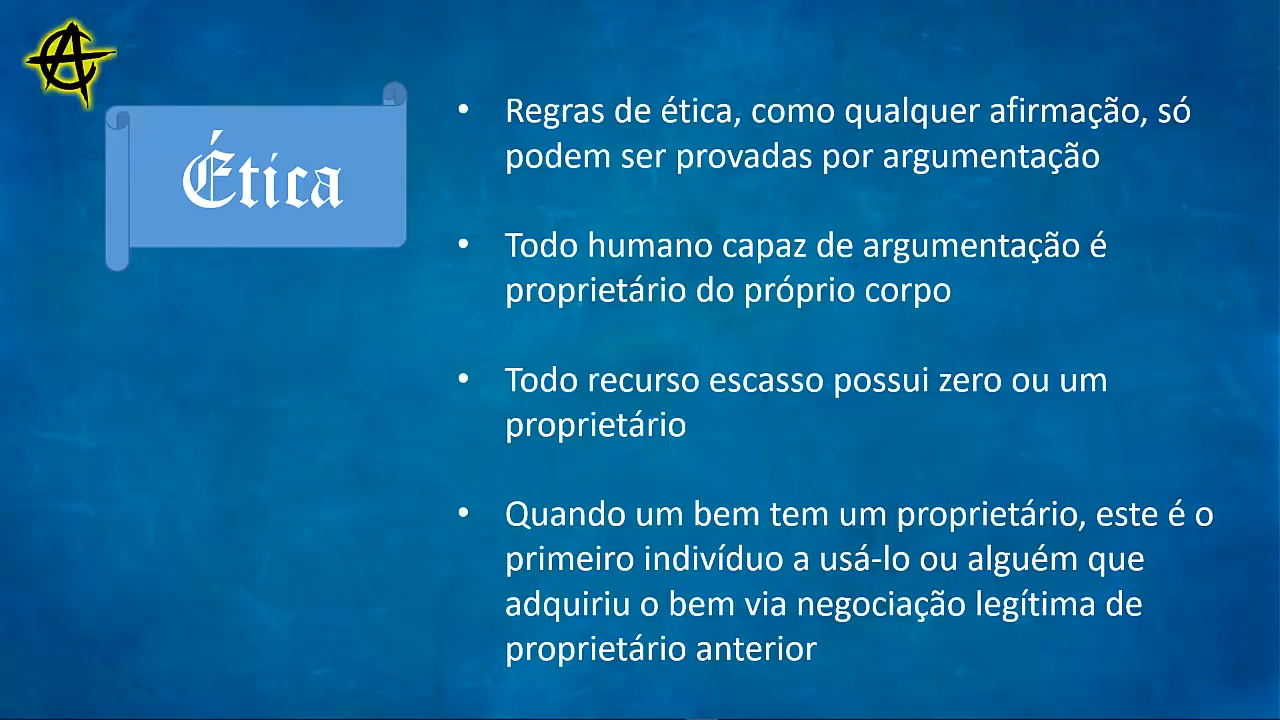 Ética
• Regras de ética, como qualquer afirmação, só
podem ser provadas por argumentação
• Todo humano capaz de argumentação é
proprietário do próprio corpo
• Todo recurso escasso possui zero ou um
proprietário
• Quando um bem tem um proprietário, este é o
primeiro indivíduo a usá-lo ou alguém que
adquiriu o bem via negociação legítima de
proprietário anterior